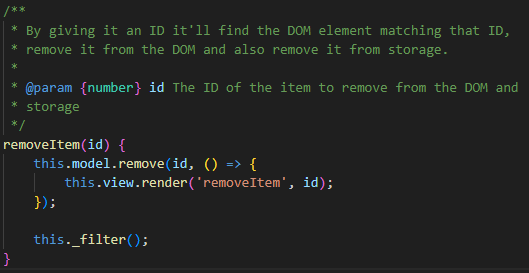 /**
 * By giving it an ID it'll find the DOM element matching that ID,
 * remove it from the DOM and also remove it from storage.
 *
 * @param {number} id The ID of the item to remove from the DOM and
 * storage
 */
removeItem(id) {
    this.model.remove(id, () => {
        this.view.render('removeItem', id);
    });

    this._filter();
}